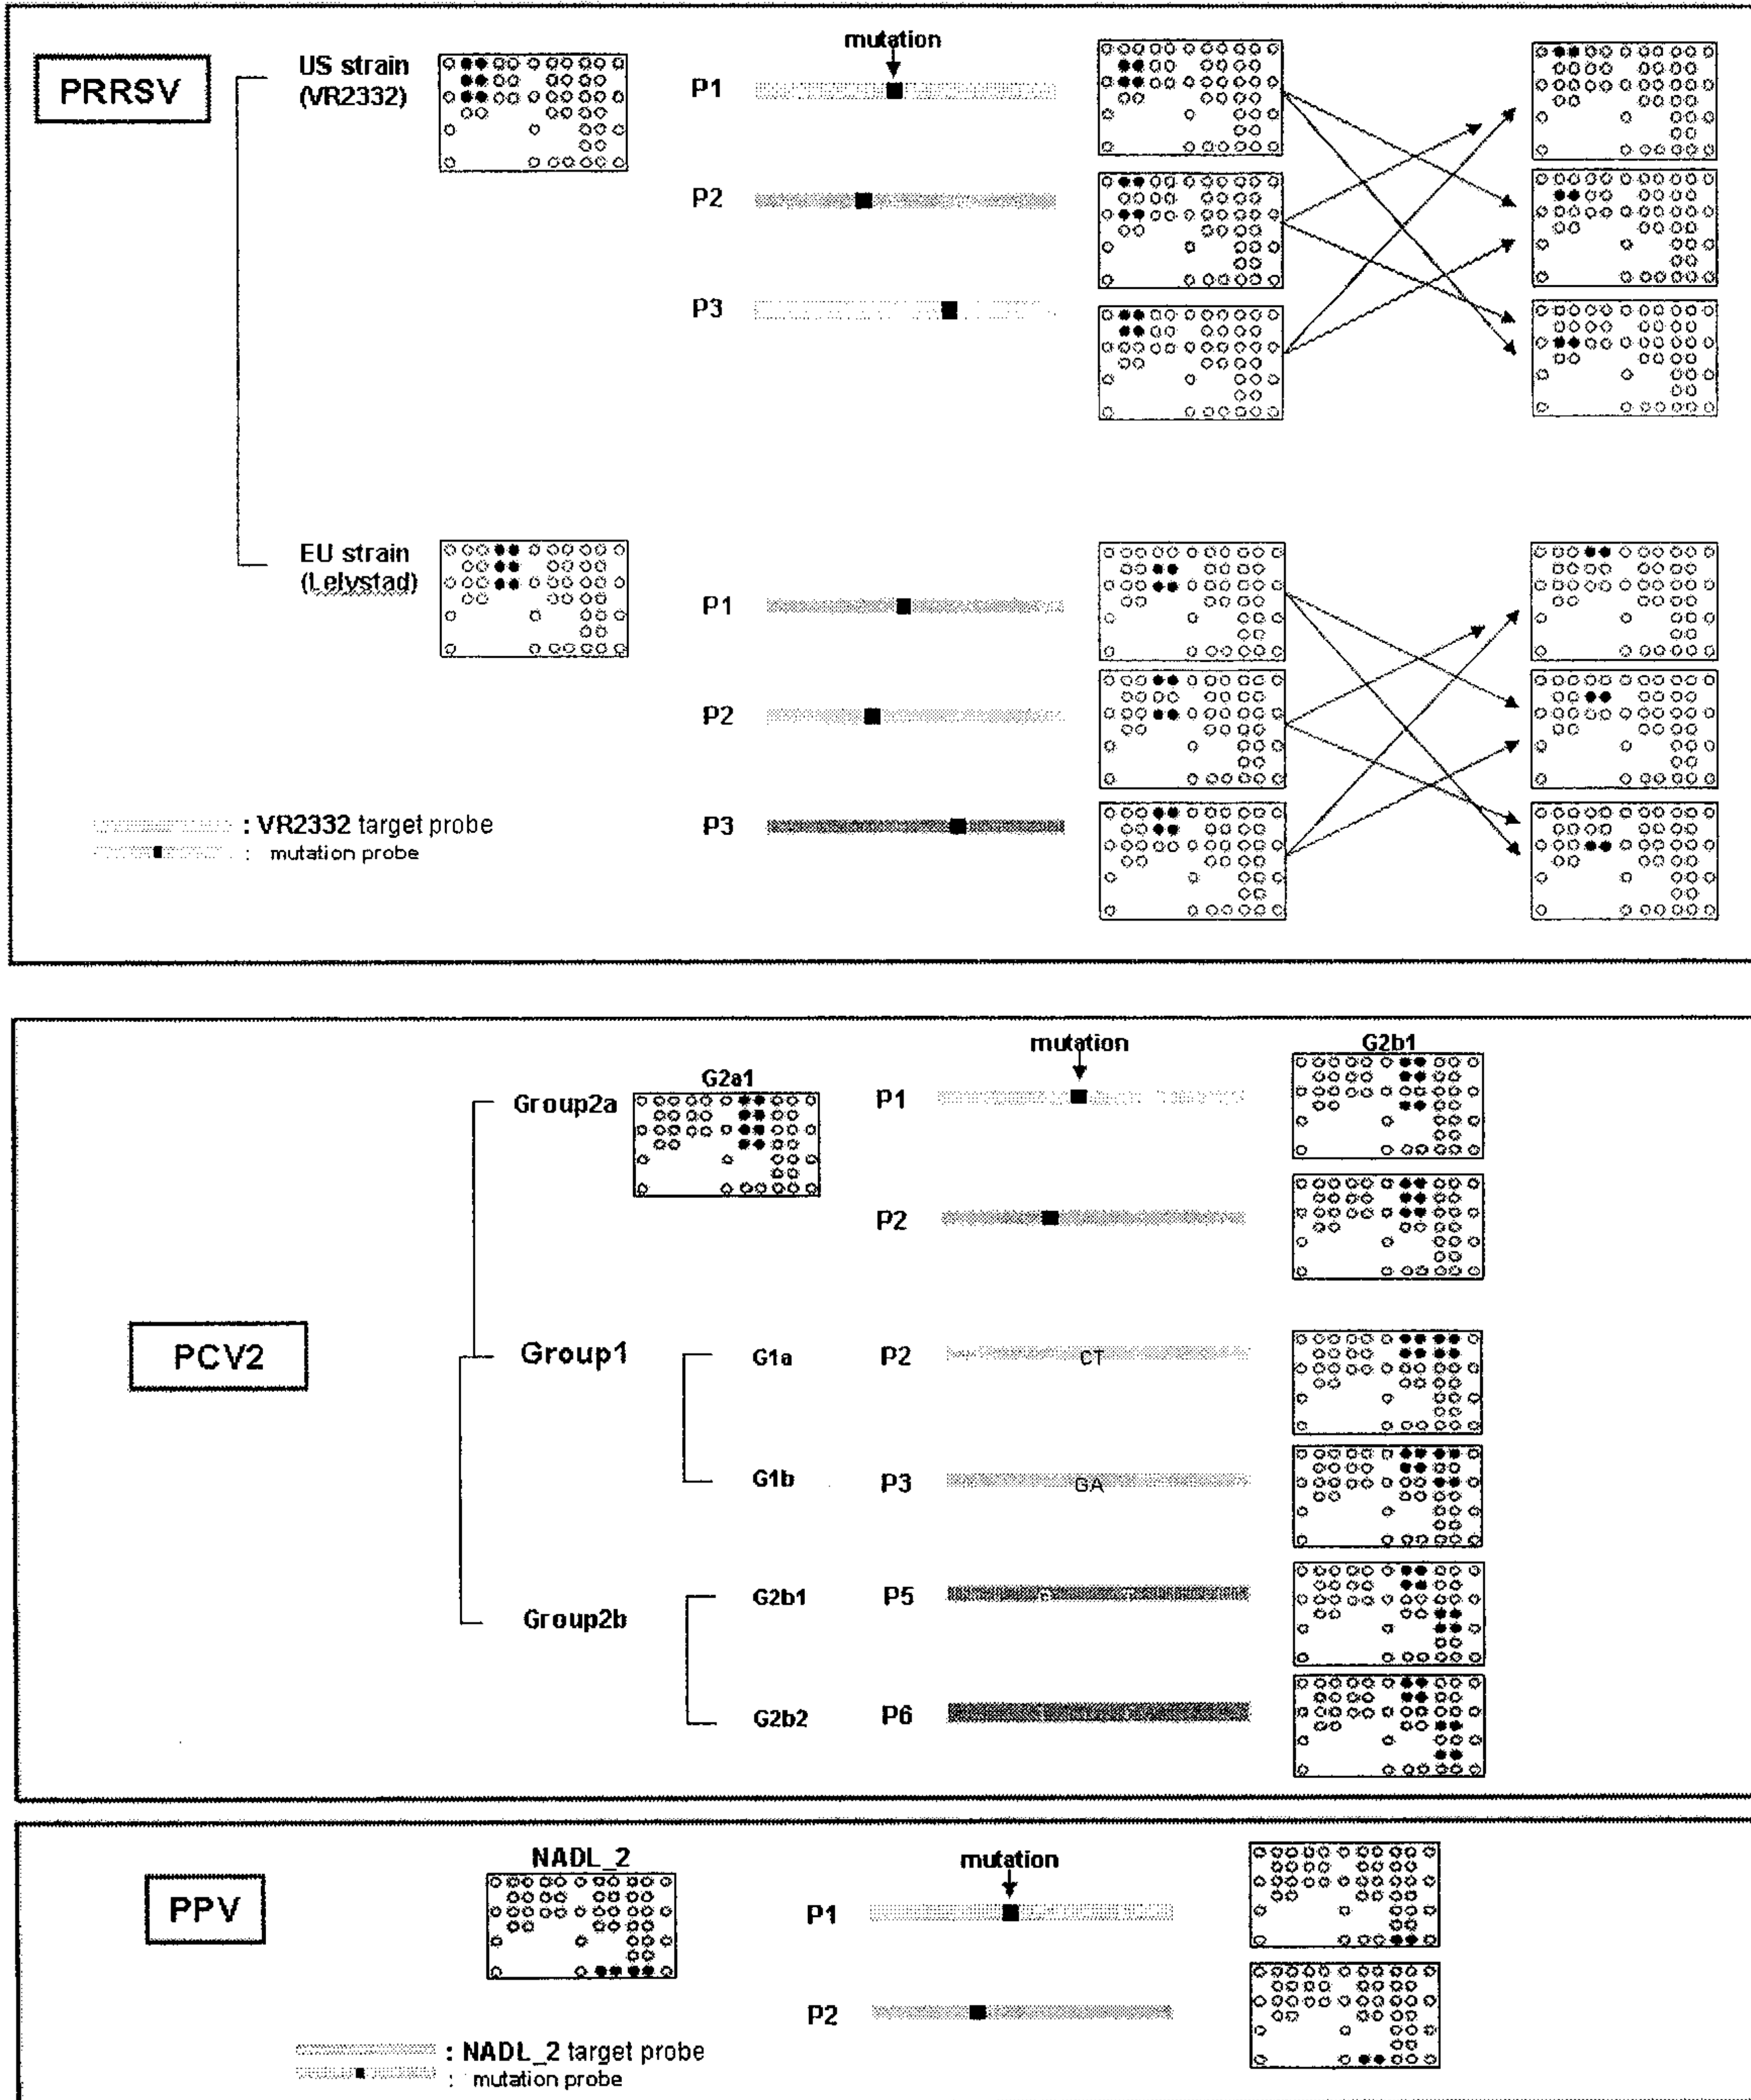 PRRSV
US strain
(VR2332)
mutation
P1
P2
P3
EU strain
(Lelystad)
P1
P2
P3
: VR2332 target probe
: mutation probe
PCV2
Group2a
G2a1
mutation
G2b1
P1
P2
Group1
G1a
P2
CT
G1b
P3
GA
Group2b
G2b1
P5
G2b2
P6
PPV
NADL_2
mutation
P1
P2
: NADL_2 target probe
: mutation probe